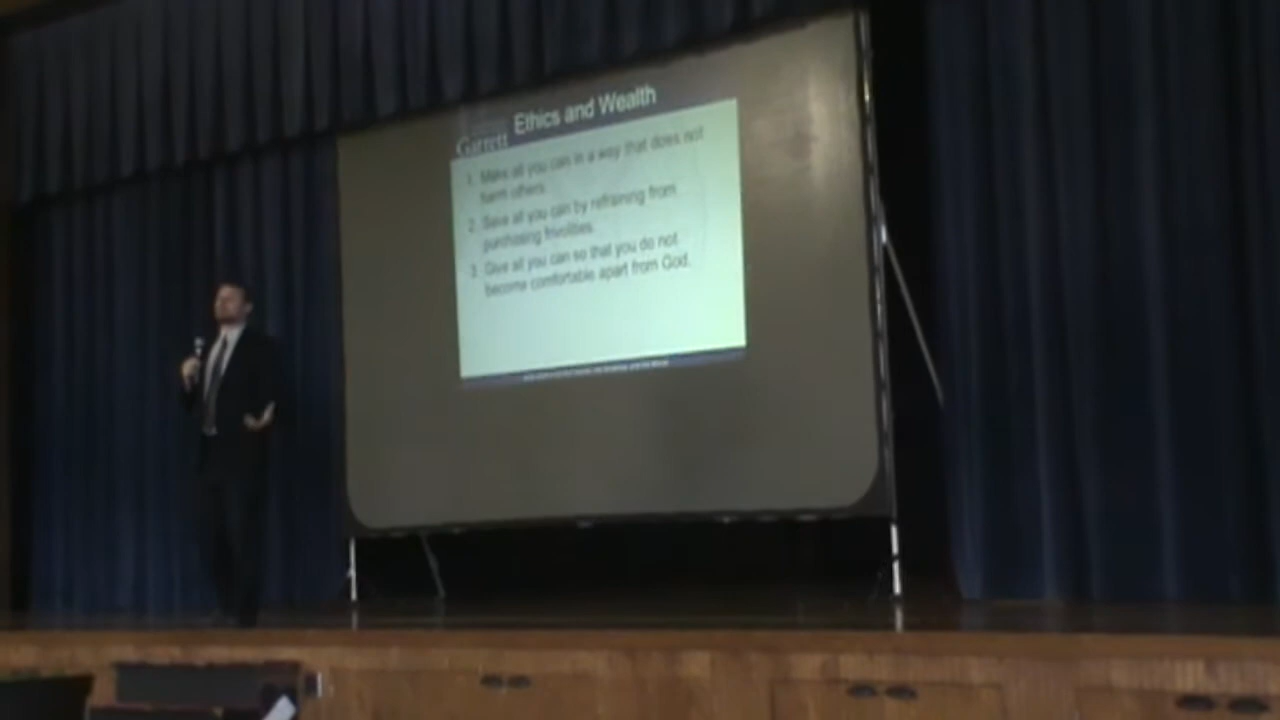 Ethics and Wealth
Garrett
1. Make all you can in a way that does not
harm others.
2. Save all you can by refraining from
purchasing frivolities.
3. Give all you can so that you do not
become comfortable apart from God.